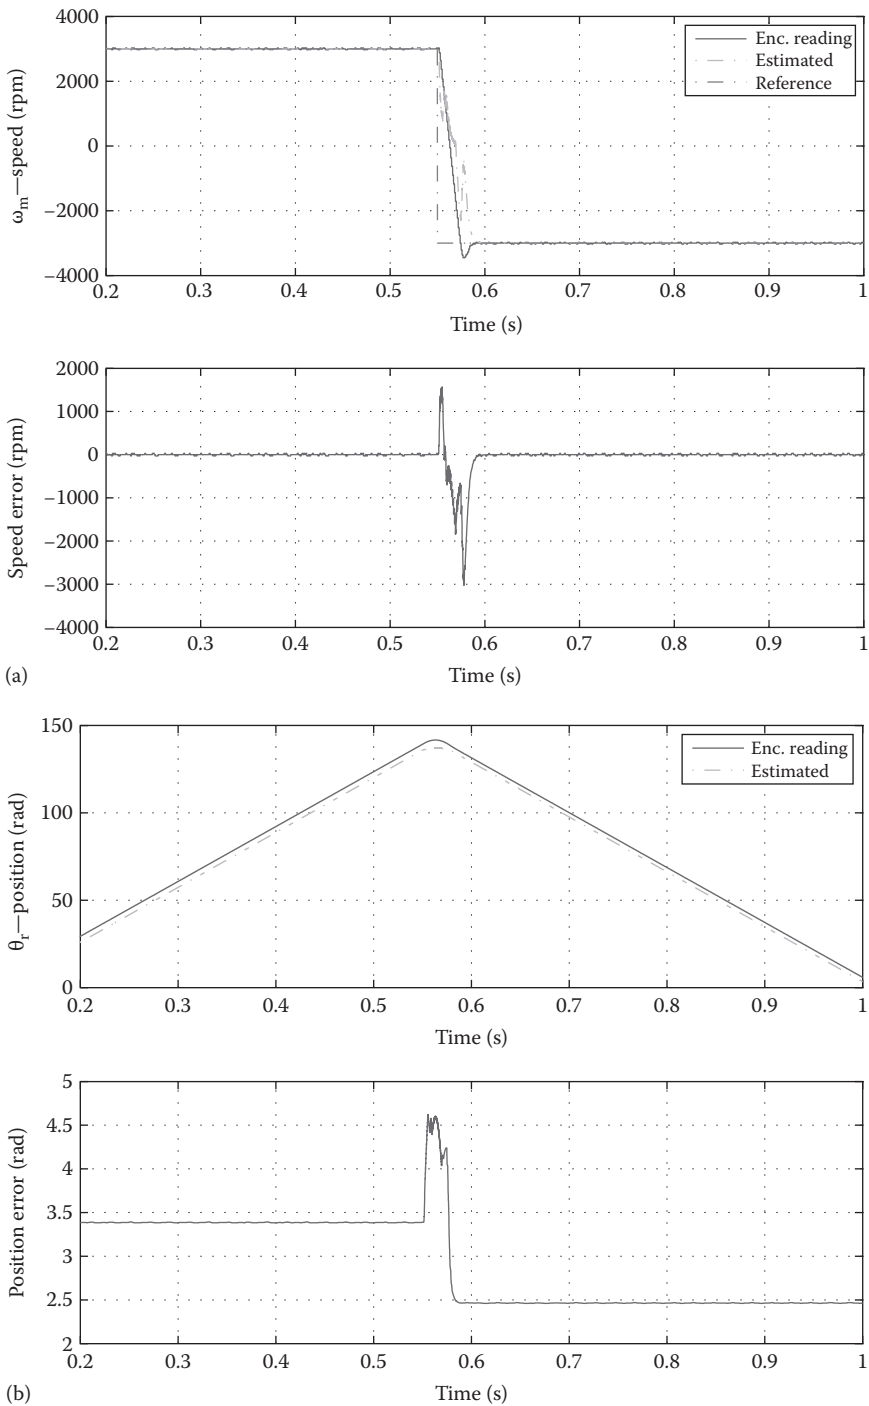 4000
2000
0
−2000
−4000
ωm—speed (rpm)
Enc. reading
Estimated
Reference
0.2 0.3 0.4 0.5 0.6 0.7 0.8 0.9 1
Time (s)
2000
1000
0
−1000
−2000
−3000
−4000
Speed error (rpm)
0.2 0.3 0.4 0.5 0.6 0.7 0.8 0.9 1
Time (s)
(a)
150
100
50
0
θr—position (rad)
Enc. reading
Estimated
0.2 0.3 0.4 0.5 0.6 0.7 0.8 0.9 1
Time (s)
5
4.5
4
3.5
3
2.5
2
Position error (rad)
0.2 0.3 0.4 0.5 0.6 0.7 0.8 0.9 1
Time (s)
(b)